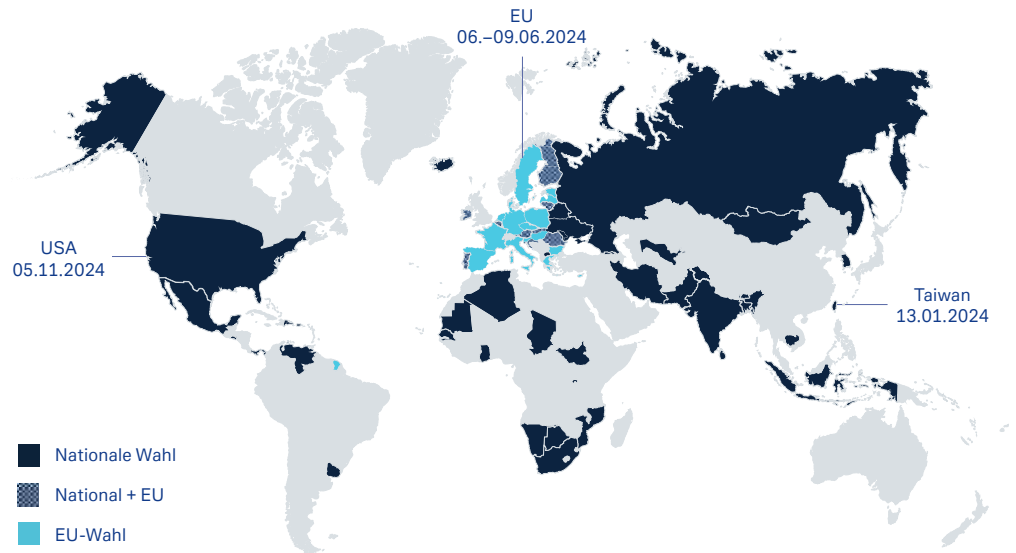 EU
06.–09.06.2024
USA
05.11.2024
Taiwan
13.01.2024
Nationale Wahl
National + EU
EU-Wahl